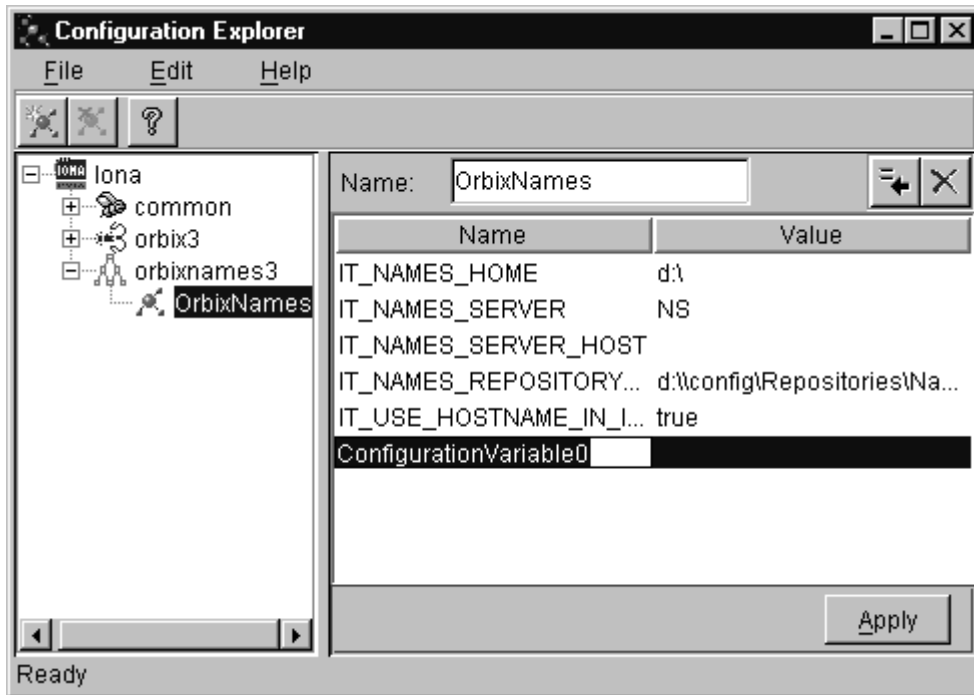 Configuration Explorer
File Edit Help
IONA
Iona
common
orbix3
orbixnames3
OrbixNames
Name: OrbixNames
Name Value
IT_NAMES_HOME d:\
IT_NAMES_SERVER NS
IT_NAMES_SERVER_HOST
IT_NAMES_REPOSITORY... d:\\config\Repositories\Na...
IT_USE_HOSTNAME_IN_I... true
ConfigurationVariable0
Apply
Ready